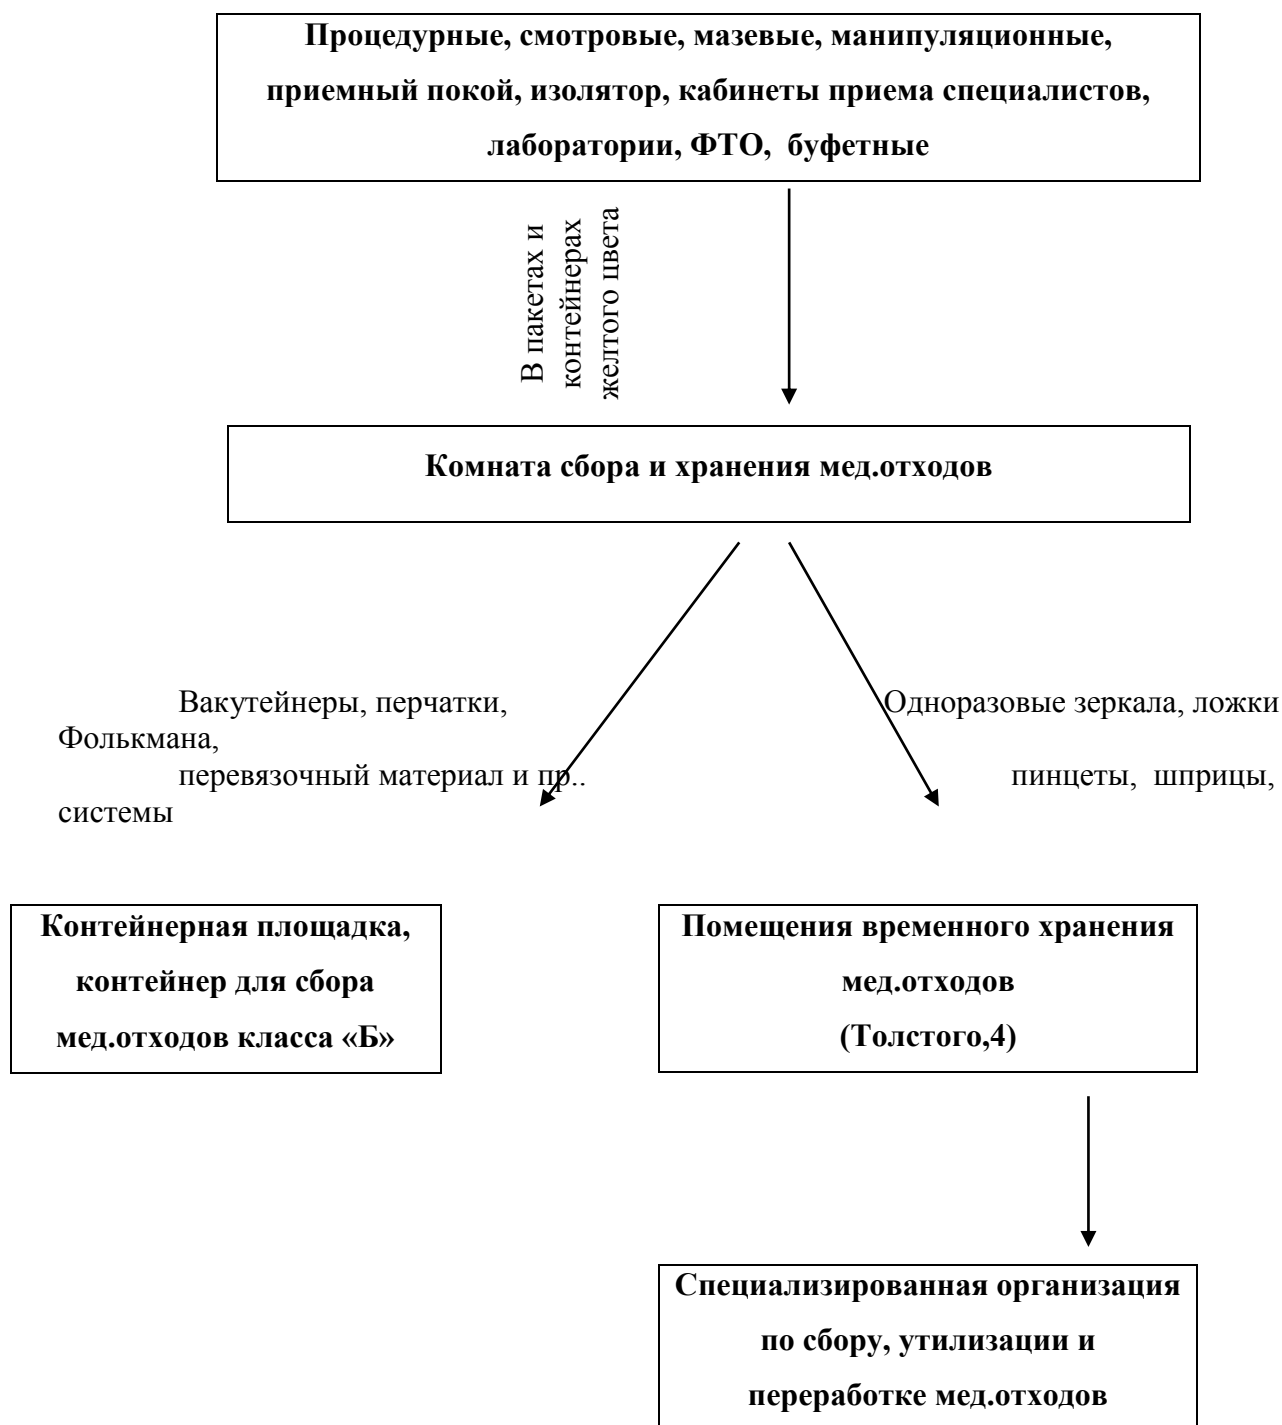 Процедурные, смотровые, мазевые, манипуляционные,
приемный покой, изолятор, кабинеты приема специалистов,
лаборатории, ФТО, буфетные
В пакетах и
контейнерах
желтого цвета
Комната сбора и хранения мед.отходов
Вакутейнеры, перчатки, Одноразовые зеркала, ложки
Фолькмана,
перевязочный материал и пр.. пинцеты, шприцы,
системы
Контейнерная площадка,
контейнер для сбора
мед.отходов класса «Б»
Помещения временного хранения
мед.отходов
(Толстого,4)
Специализированная организация
по сбору, утилизации и
переработке мед.отходов